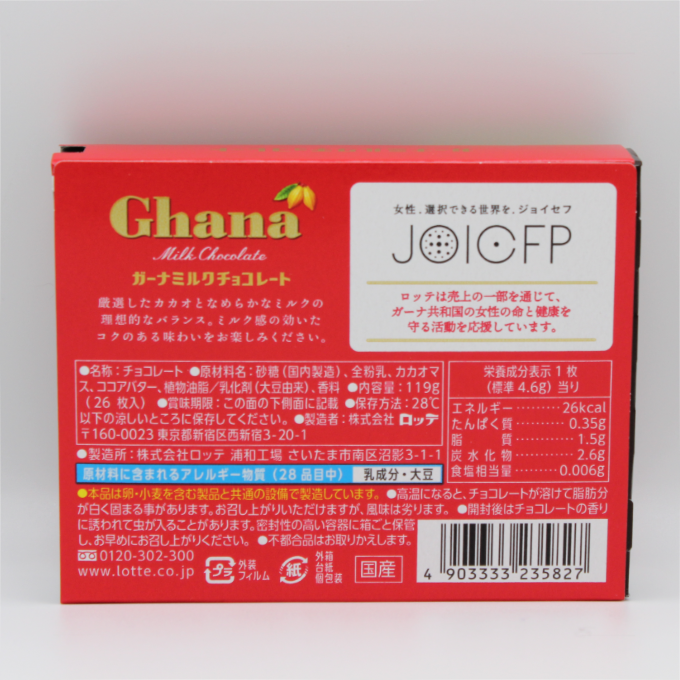 Ghana
Milk Chocolate
ガーナミルクチョコレート
厳選したカカオとなめらかなミルクの
理想的なバランス。ミルク感の効いた
コクのある味わいをお楽しみください。
女性、選択できる世界を。ジョイセフ
JOICFP
ロッテは売上の一部を通じて、
ガーナ共和国の女性の命と健康を
守る活動を応援しています。
●名称：チョコレート ●原材料名：砂糖（国内製造）、全粉乳、カカオマ
ス、ココアバター、植物油脂／乳化剤（大豆由来）、香料 ●内容量：119g
（26枚入） ●賞味期限：この面の下側面に記載 ●保存方法：28℃
以下の涼しいところに保存してください。 ●製造者：株式会社 ロッテ
〒160-0023 東京都新宿区西新宿3-20-1
●製造所：株式会社ロッテ 浦和工場 さいたま市南区沼影3-1-1
原材料に含まれるアレルギー物質（28品目中） 乳成分・大豆
栄養成分表示 1枚
（標準 4.6g）当り
エネルギー………26kcal
たんぱく質………0.35g
脂質………1.5g
炭水化物………2.6g
食塩相当量………0.006g
●本品は卵・小麦を含む製品と共通の設備で製造しています。 ●高温になると、チョコレートが溶けて脂肪分
が白く固まる事があります。お召し上がりいただけますが、風味は劣ります。 ●開封後はチョコレートの香り
に誘われて虫が入ることがあります。密封性の高い容器に箱ごと保管
し、お早めにお召し上がりください。 ●不都合品はお取りかえします。
0120-302-300
www.lotte.co.jp
プラ 外装
フィルム
紙 外箱
台紙
個包装
国産
4 903333 235827